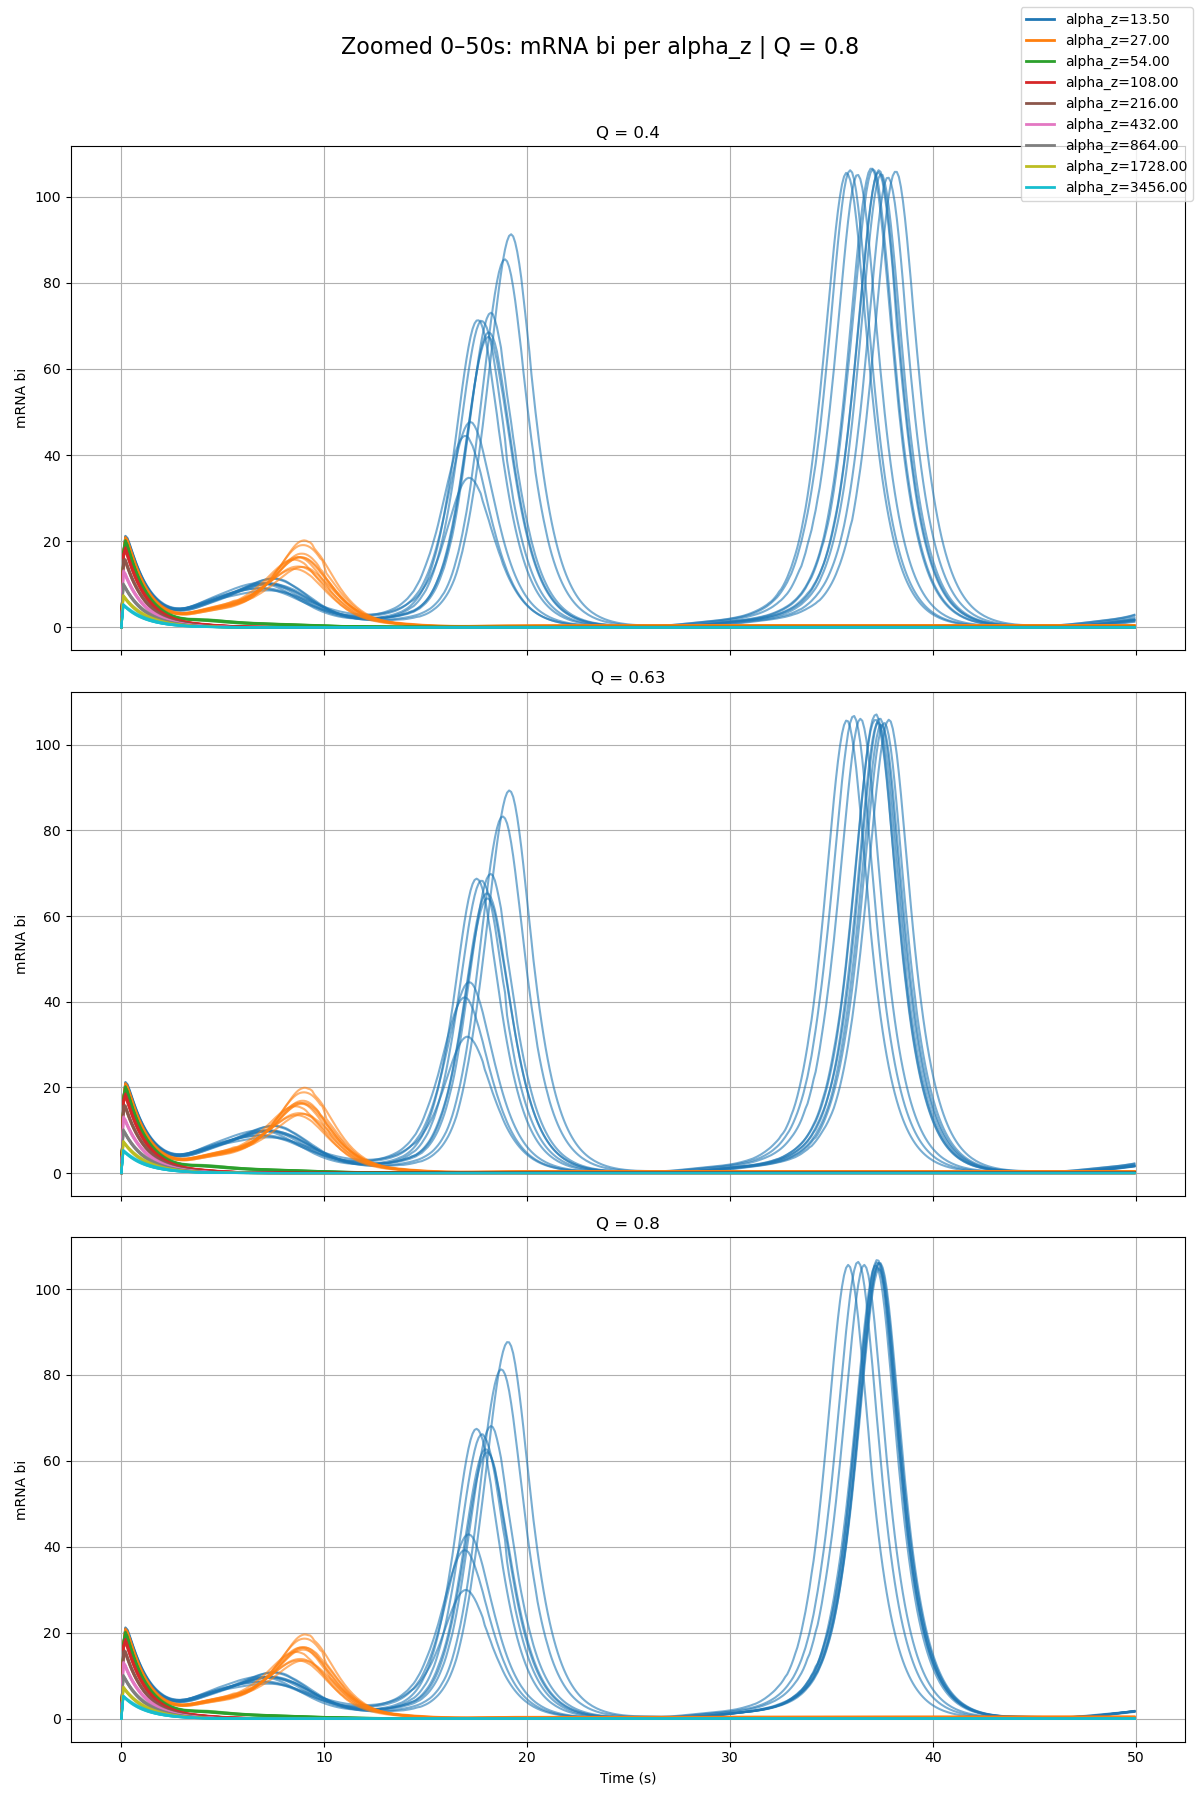 Zoomed 0–50s: mRNA bi per alpha_z | Q = 0.8
alpha_z=13.50
alpha_z=27.00
alpha_z=54.00
alpha_z=108.00
alpha_z=216.00
alpha_z=432.00
alpha_z=864.00
alpha_z=1728.00
alpha_z=3456.00
Q = 0.4
mRNA bi
100
80
60
40
20
0
Q = 0.63
mRNA bi
100
80
60
40
20
0
Q = 0.8
mRNA bi
100
80
60
40
20
0
0 10 20 30 40 50
Time (s)